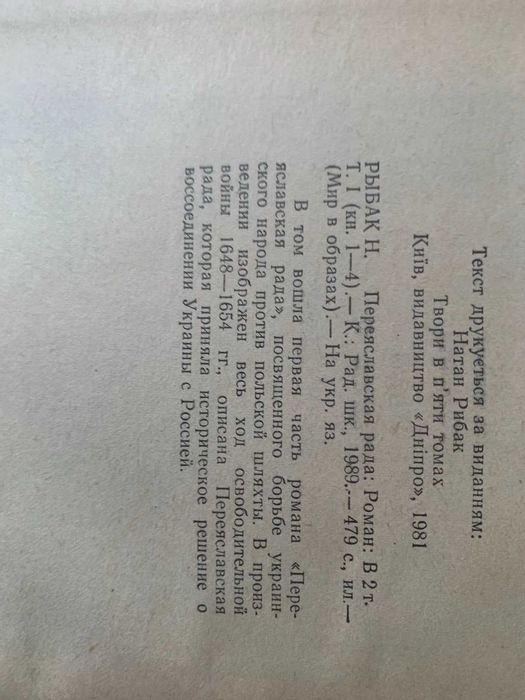 Текст друкується за виданням:
Натан Рибак
Твори в п'яти томах
Київ, видавництво «Дніпро», 1981
РЫБАК Н. Переяславская рада: Роман: В 2 т.
Т. I (кн. 1—4).— К.: Рад. шк., 1989.— 479 с., ил.—
(Мир в образах).— На укр. яз.
В том вошла первая часть романа «Пере-
яславская рада», посвященного борьбе украин-
ского народа против польской шляхты. В произ-
ведении изображен весь ход освободительной
войны 1648—1654 гг., описана Переяславская
рада, которая приняла историческое решение о
воссоединении Украины с Россией.